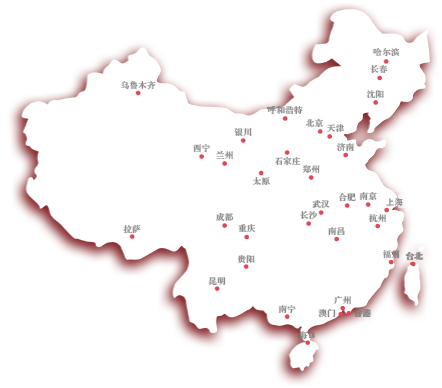 哈尔滨
长春
乌鲁木齐
沈阳
呼和浩特
北京
天津
银川
西宁
兰州
济南
石家庄
太原
郑州
合肥
南京
上海
武汉
长沙
杭州
成都
重庆
南昌
拉萨
贵阳
福州
台北
昆明
广州
南宁
澳门
香港
海口